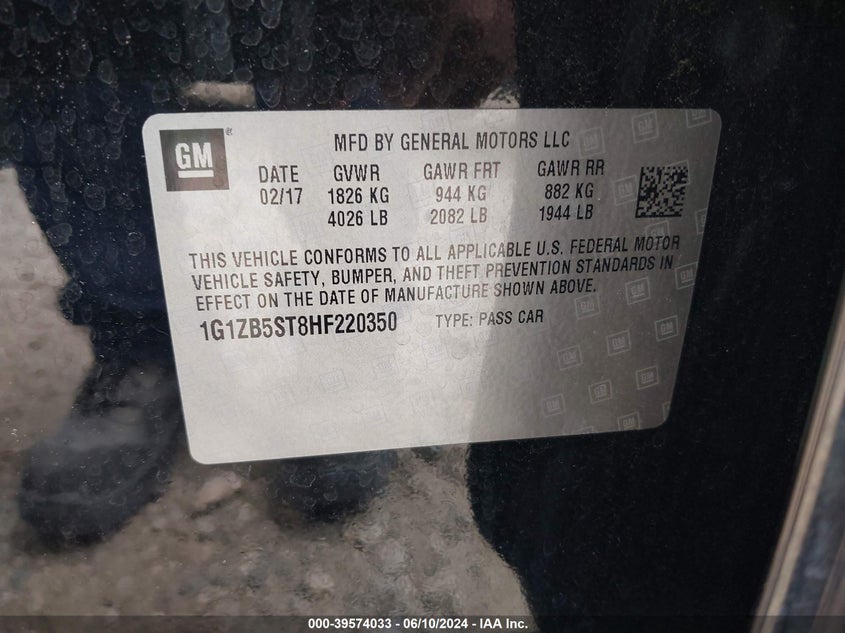 GM ®
MFD BY GENERAL MOTORS LLC
DATE GVWR GAWR FRT GAWR RR
02/17 1826 KG 944 KG 882 KG
4026 LB 2082 LB 1944 LB
THIS VEHICLE CONFORMS TO ALL APPLICABLE U.S. FEDERAL MOTOR
VEHICLE SAFETY, BUMPER, AND THEFT PREVENTION STANDARDS IN
EFFECT ON THE DATE OF MANUFACTURE SHOWN ABOVE.
1G1ZB5ST8HF220350 TYPE: PASS CAR
000-39574033 - 06/10/2024 - IAA Inc.